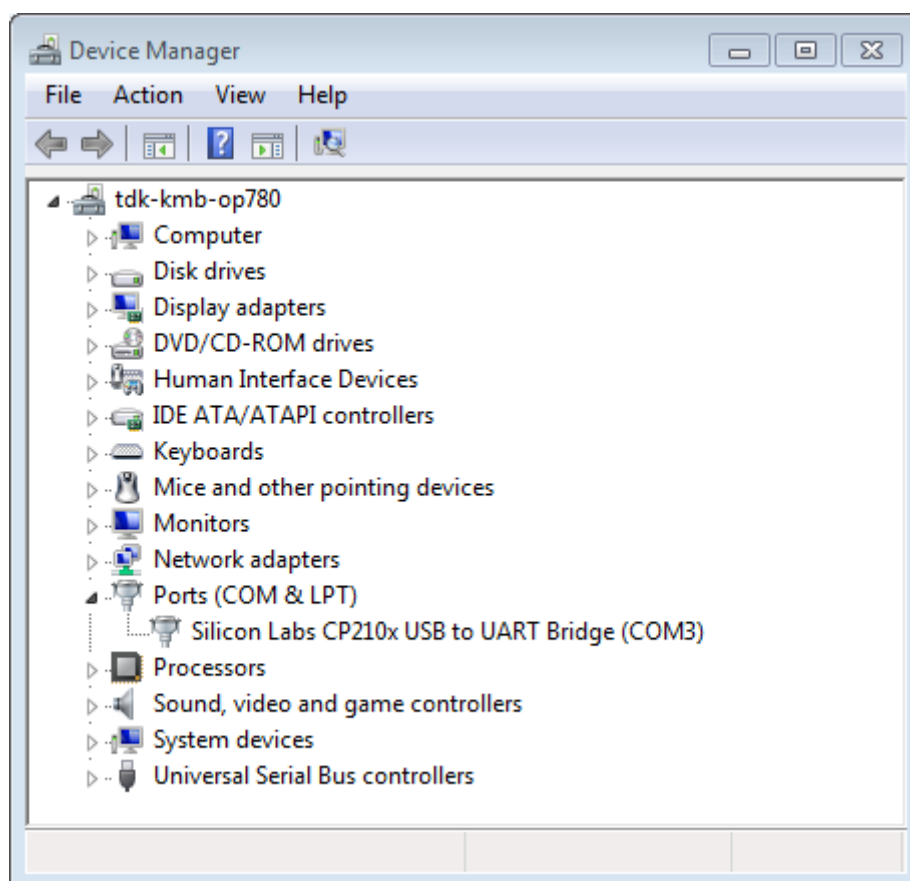 Device Manager
File Action View Help
?
tdk-kmb-op780
Computer
Disk drives
Display adapters
DVD/CD-ROM drives
Human Interface Devices
IDE ATA/ATAPI controllers
Keyboards
Mice and other pointing devices
Monitors
Network adapters
Ports (COM & LPT)
Silicon Labs CP210x USB to UART Bridge (COM3)
Processors
Sound, video and game controllers
System devices
Universal Serial Bus controllers